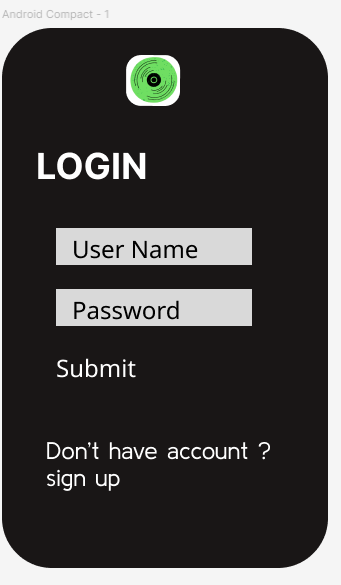 Android Compact - 1
LOGIN
User Name
Password
Submit
Don't have account ?
sign up